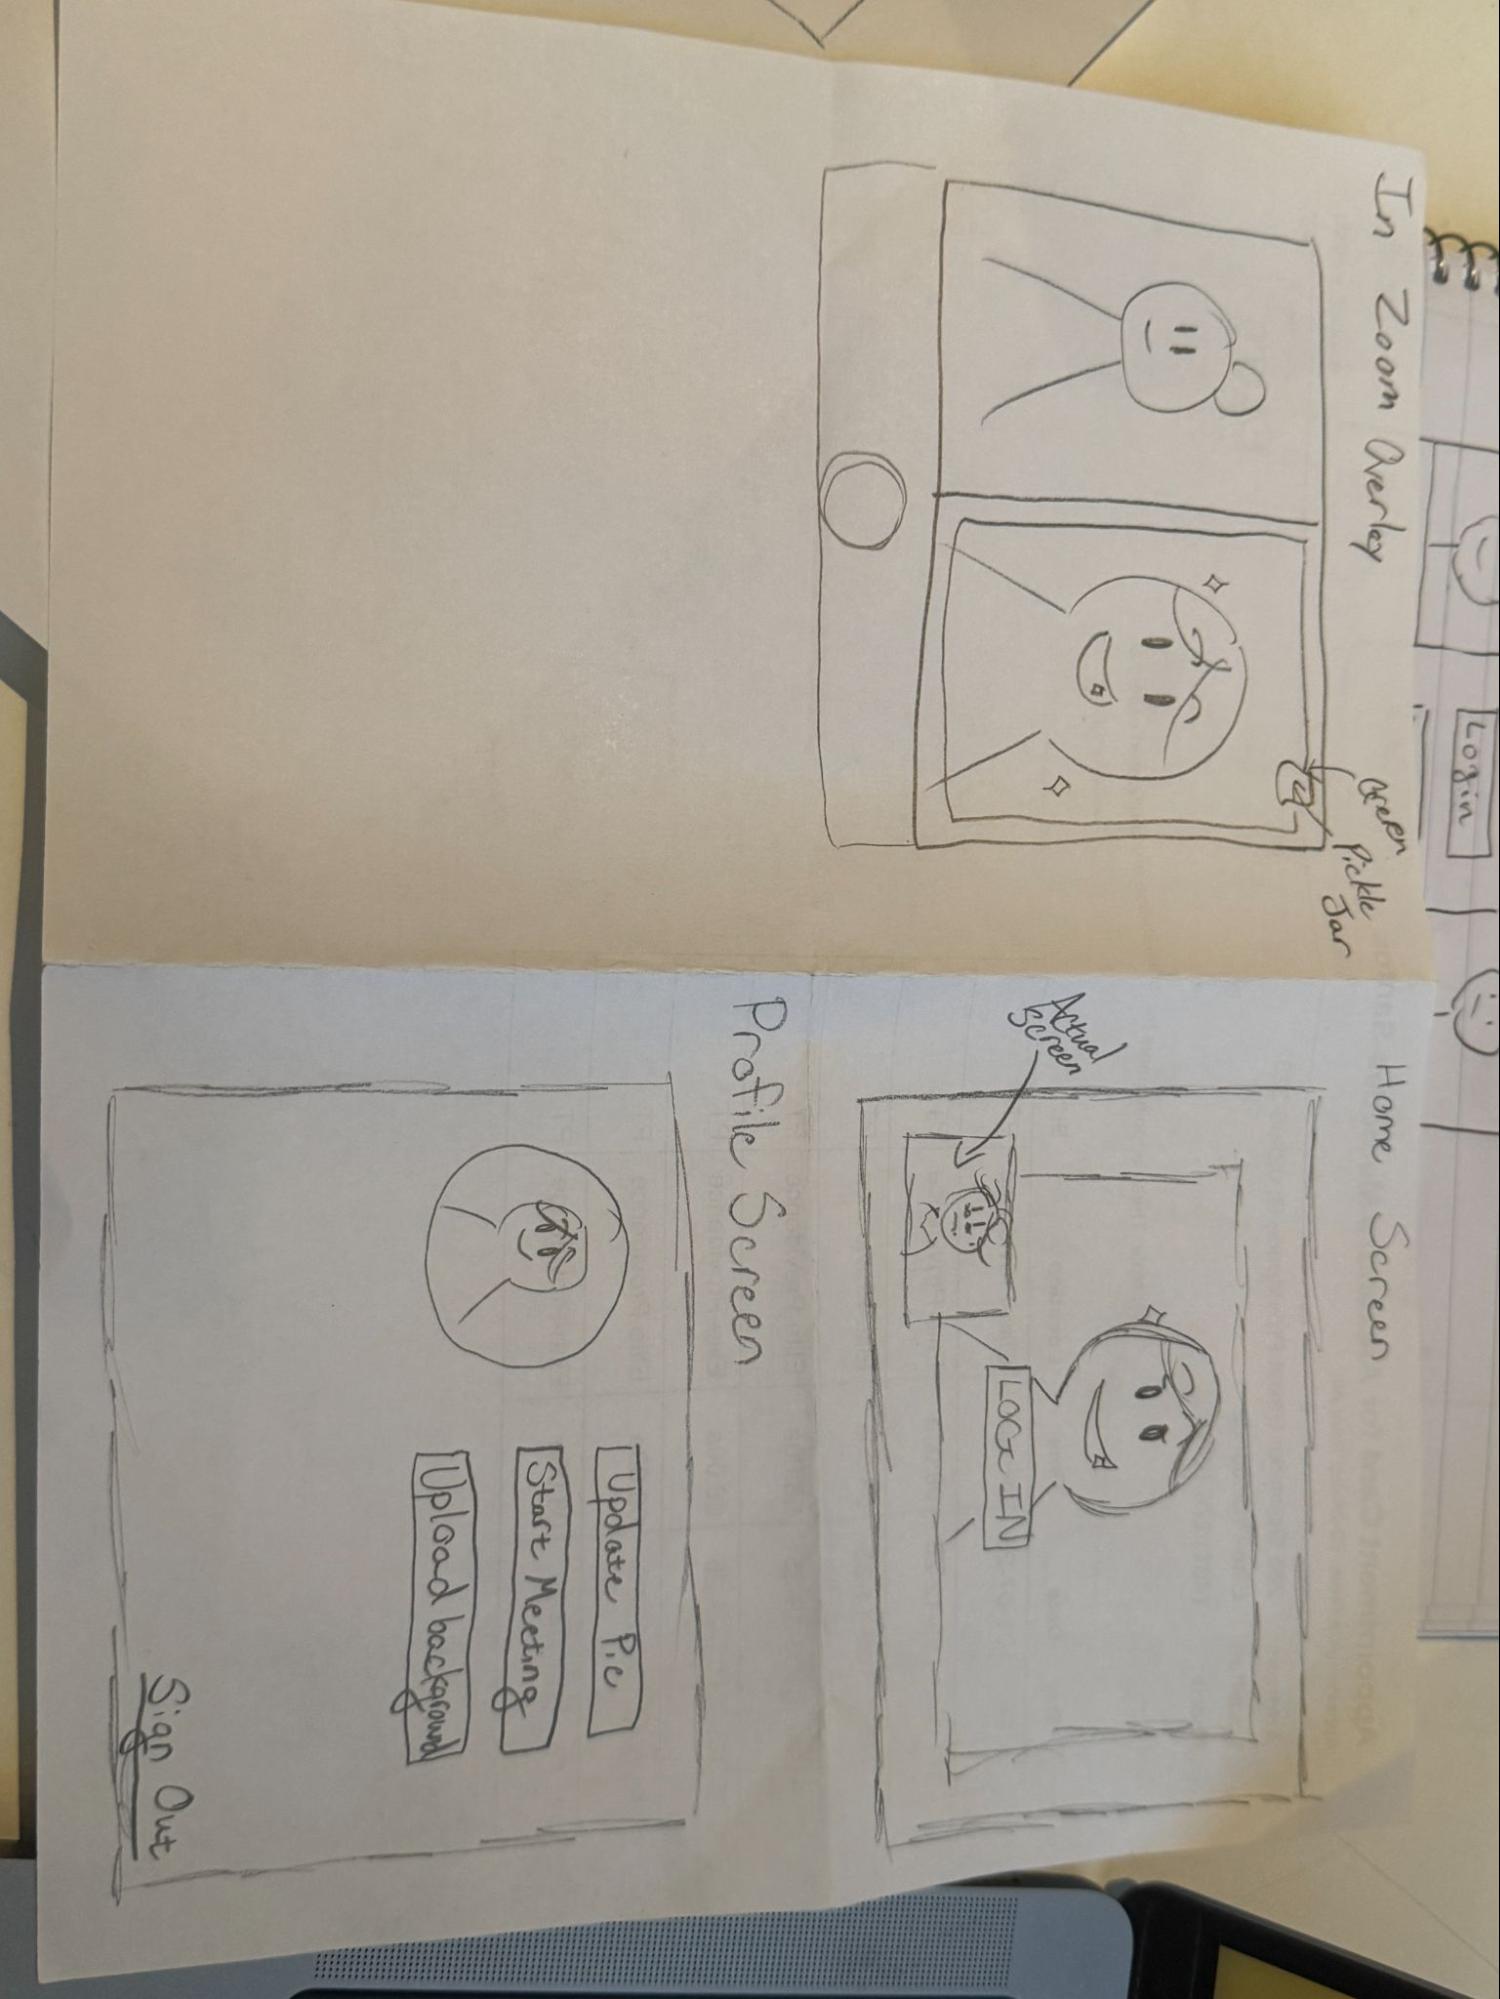 In Zoom Overlay
Green
Pickle
Jar
Home Screen
Actual
Screen
LOG IN
Profile Screen
Update Pic
Start Meeting
Upload background
Sign Out
Login